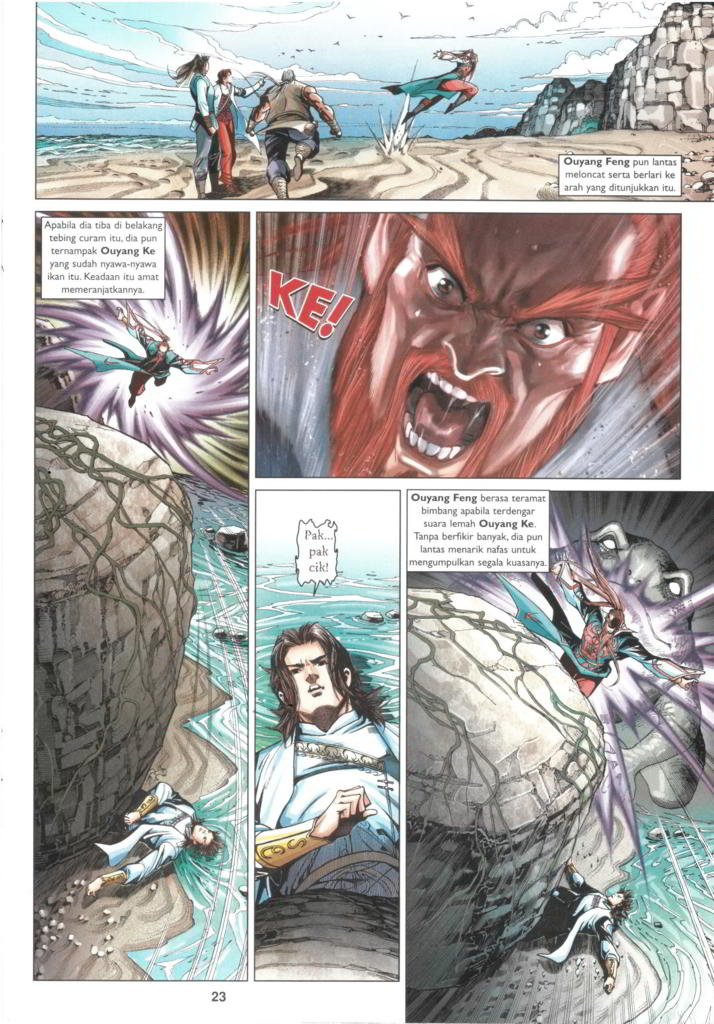 Ouyang Feng pun lantas
meloncat serta berlari ke
arah yang ditunjukkan itu.
Apabila dia tiba di belakang
tebing curam itu, dia pun
ternampak Ouyang Ke
yang sudah nyawa-nyawa
ikan itu. Keadaan itu amat
memeranjatkannya.
KE!
Pak...
pak
cik!
Ouyang Feng berasa teramat
bimbang apabila terdengar
suara lemah Ouyang Ke.
Tanpa berfikir banyak, dia pun
lantas menarik nafas untuk
mengumpulkan segala kuasanya.
23